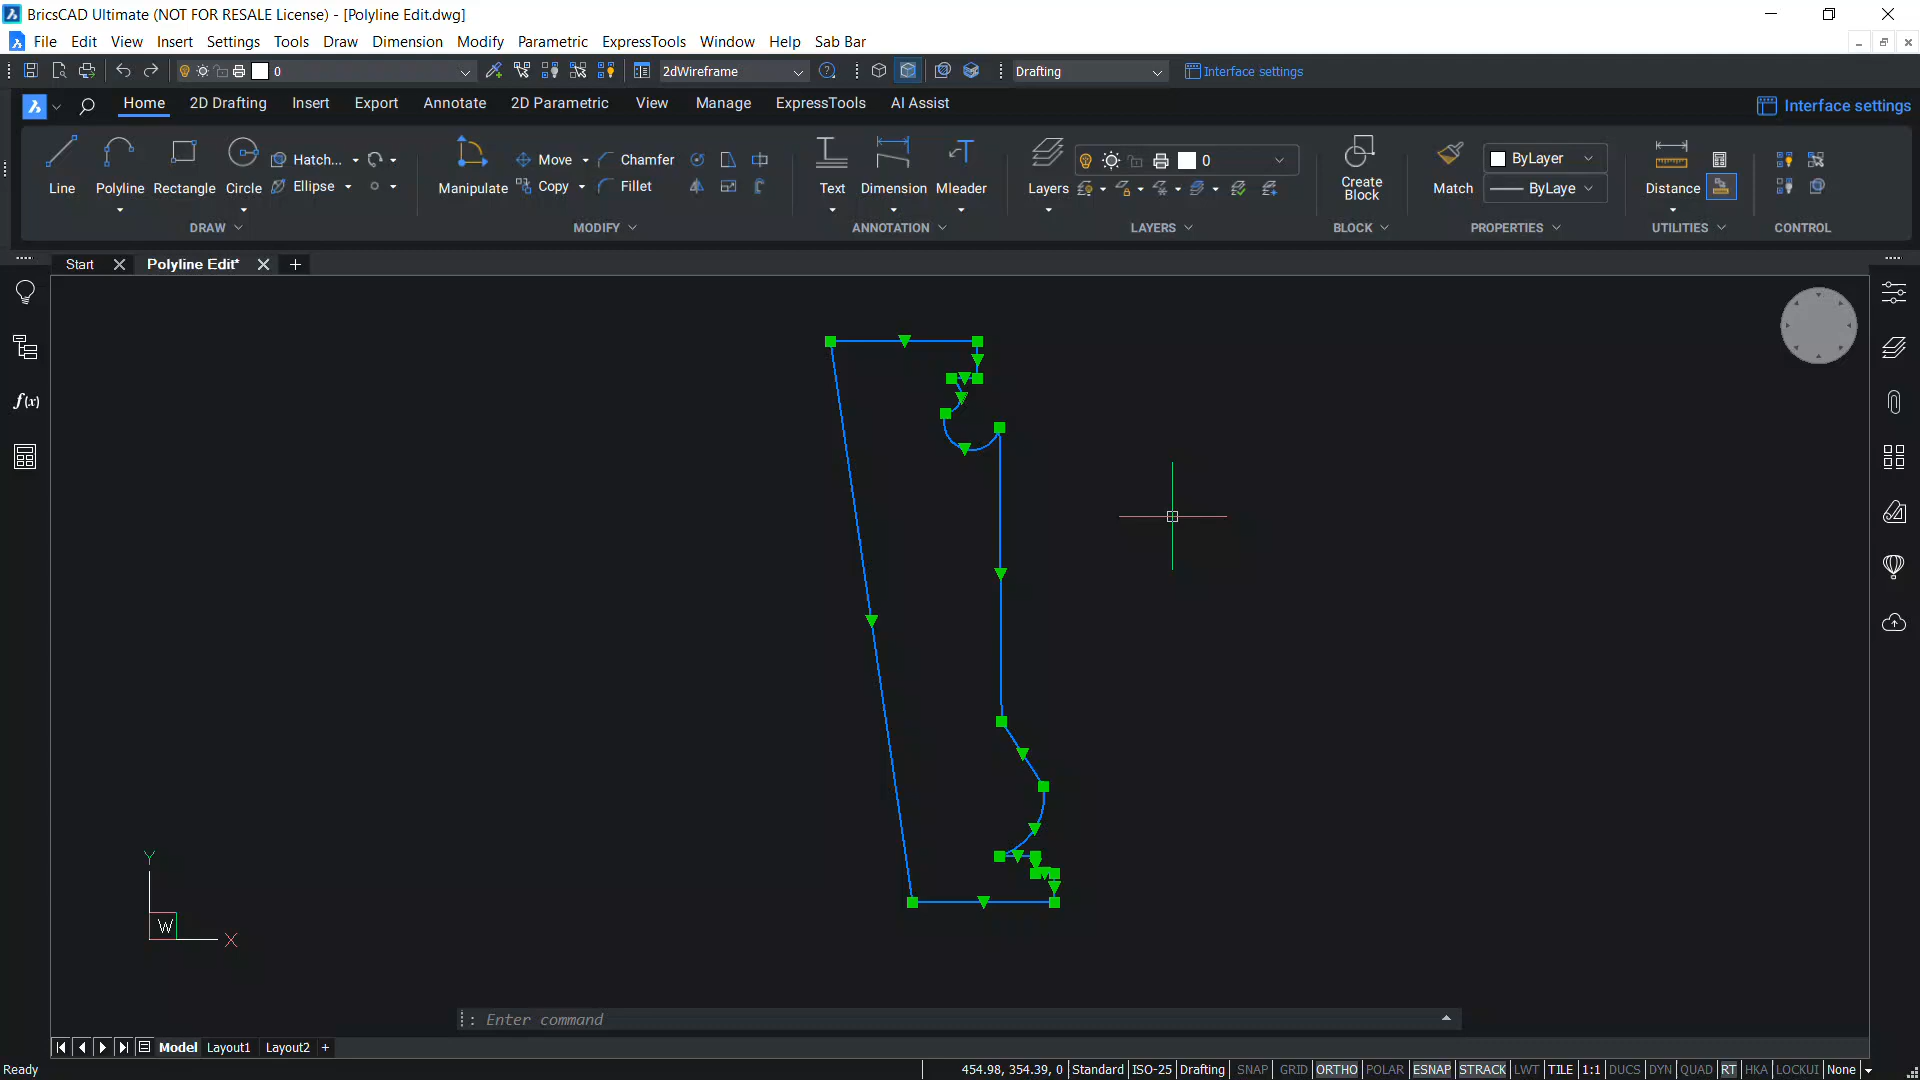 BricsCAD Ultimate (NOT FOR RESALE License) - [Polyline Edit.dwg]
File Edit View Insert Settings Tools Draw Dimension Modify Parametric ExpressTools Window Help Sab Bar
0 2dWireframe Drafting Interface settings
Home 2D Drafting Insert Export Annotate 2D Parametric View Manage ExpressTools AI Assist Interface settings
Hatch... Move Chamfer 0 ByLayer
Line Polyline Rectangle Circle Ellipse Manipulate Copy Fillet Text Dimension Mleader Layers Create Block Match ByLaye Distance
DRAW MODIFY ANNOTATION LAYERS BLOCK PROPERTIES UTILITIES CONTROL
Start Polyline Edit*
f(x)
Y
W
X
: Enter command
Model Layout1 Layout2 +
Ready 454.98, 354.39, 0 Standard ISO-25 Drafting SNAP GRID ORTHO POLAR ESNAP STRACK LWT TILE 1:1 DUCS DYN QUAD RT HKA LOCKUI None